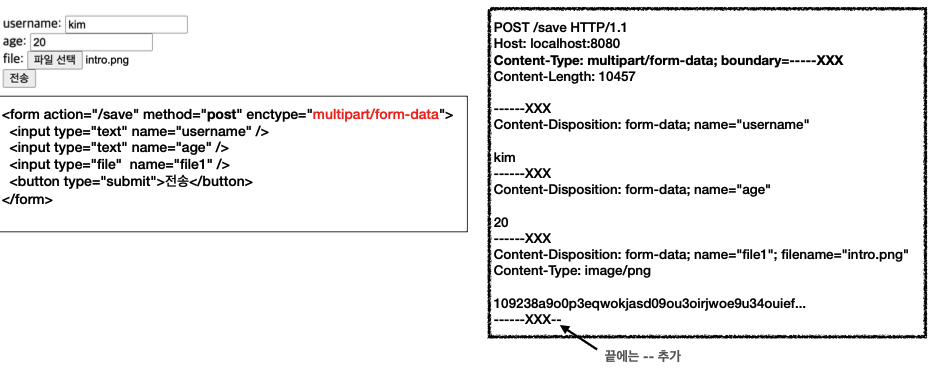 username: kim
age: 20
file: 파일 선택 intro.png
전송
<form action="/save" method="post" enctype="multipart/form-data">
<input type="text" name="username" />
<input type="text" name="age" />
<input type="file" name="file1" />
<button type="submit">전송</button>
</form>
POST /save HTTP/1.1
Host: localhost:8080
Content-Type: multipart/form-data; boundary=-----XXX
Content-Length: 10457
------XXX
Content-Disposition: form-data; name="username"
kim
------XXX
Content-Disposition: form-data; name="age"
20
------XXX
Content-Disposition: form-data; name="file1"; filename="intro.png"
Content-Type: image/png
109238a9o0p3eqwokjasd09ou3oirjwoe9u34ouief...
------XXX--
끝에는 -- 추가